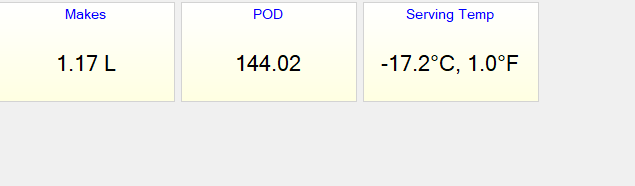 Makes
1.17 L
POD
144.02
Serving Temp
-17.2°C, 1.0°F